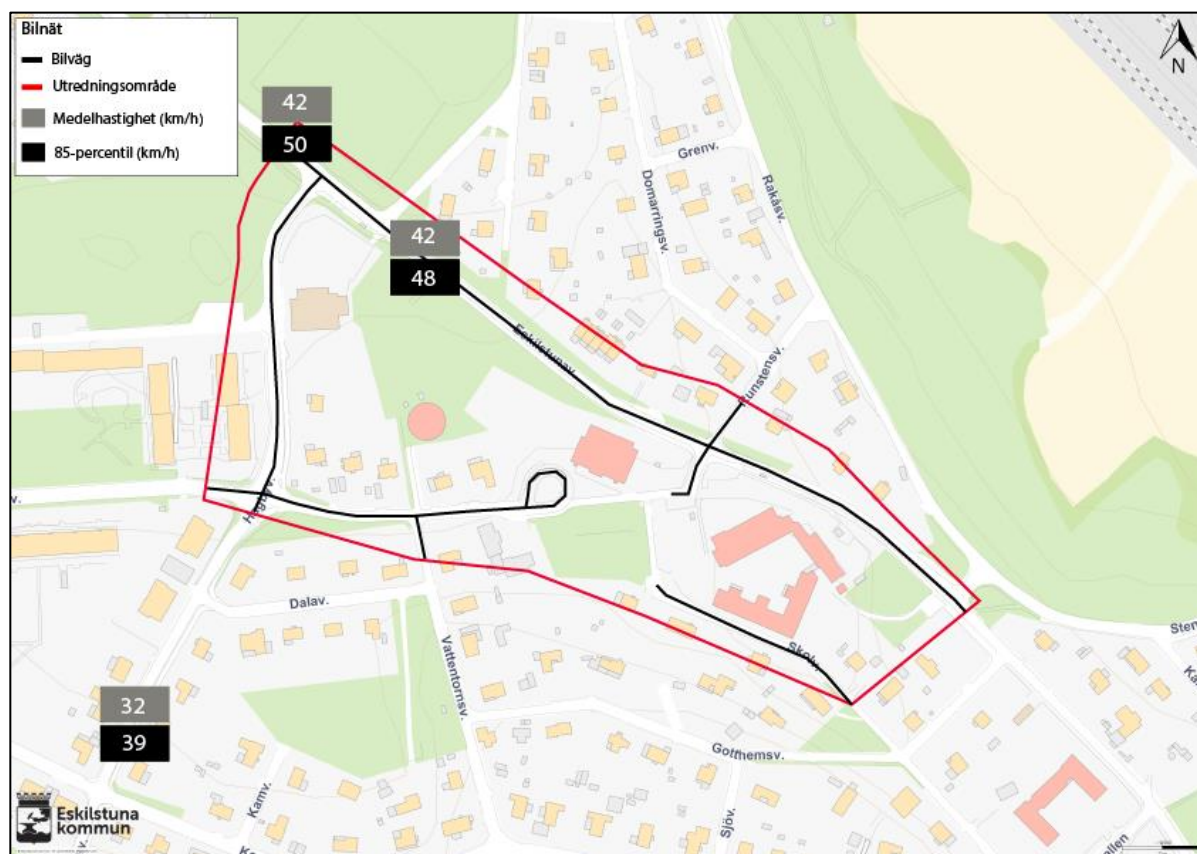 Bilnät
Bilväg
Utredningsområde
Medelhastighet (km/h)
85-percentil (km/h)
N
42
50
42
48
Grenv.
Domarringsv.
Rakåsv.
Eskilstunav.
Runstensv.
v.
Dalav.
Vattentornsv.
Skolv.
Gotthemsv.
Sjöv.
Kamv.
32
39
Eskilstuna
kommun